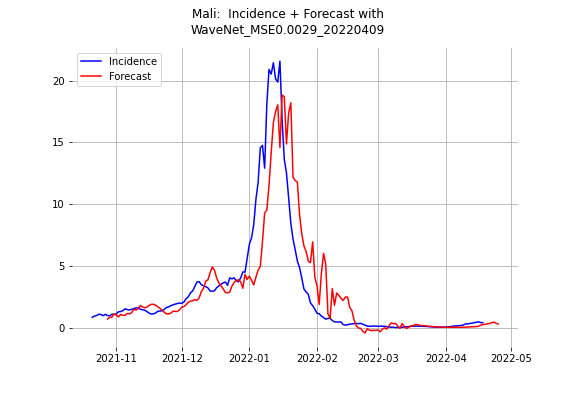 Mali:  Incidence + Forecast with
WaveNet_MSE0.0029_20220409
Incidence
Forecast
20
15
10
5
0
2021-11 2021-12 2022-01 2022-02 2022-03 2022-04 2022-05